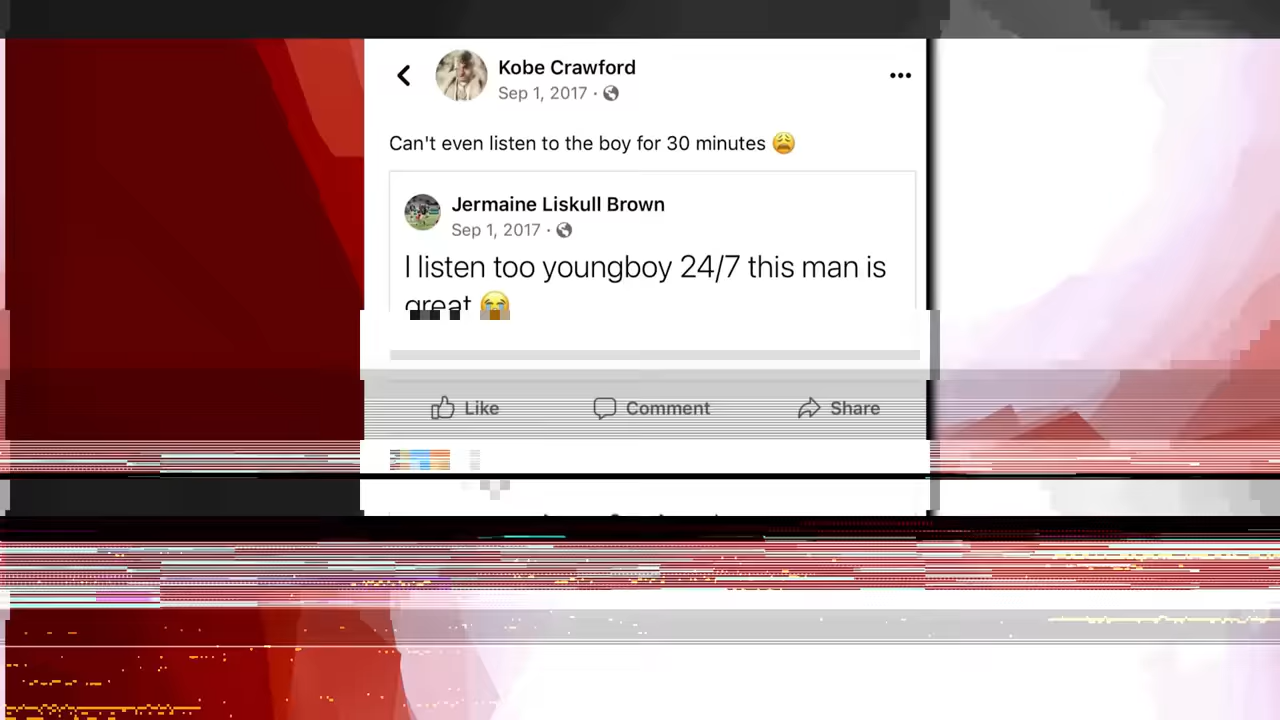 Kobe Crawford
Sep 1, 2017 ·
Can't even listen to the boy for 30 minutes 😩
Jermaine Liskull Brown
Sep 1, 2017 ·
I listen too youngboy 24/7 this man is
great 😭
Like Comment Share